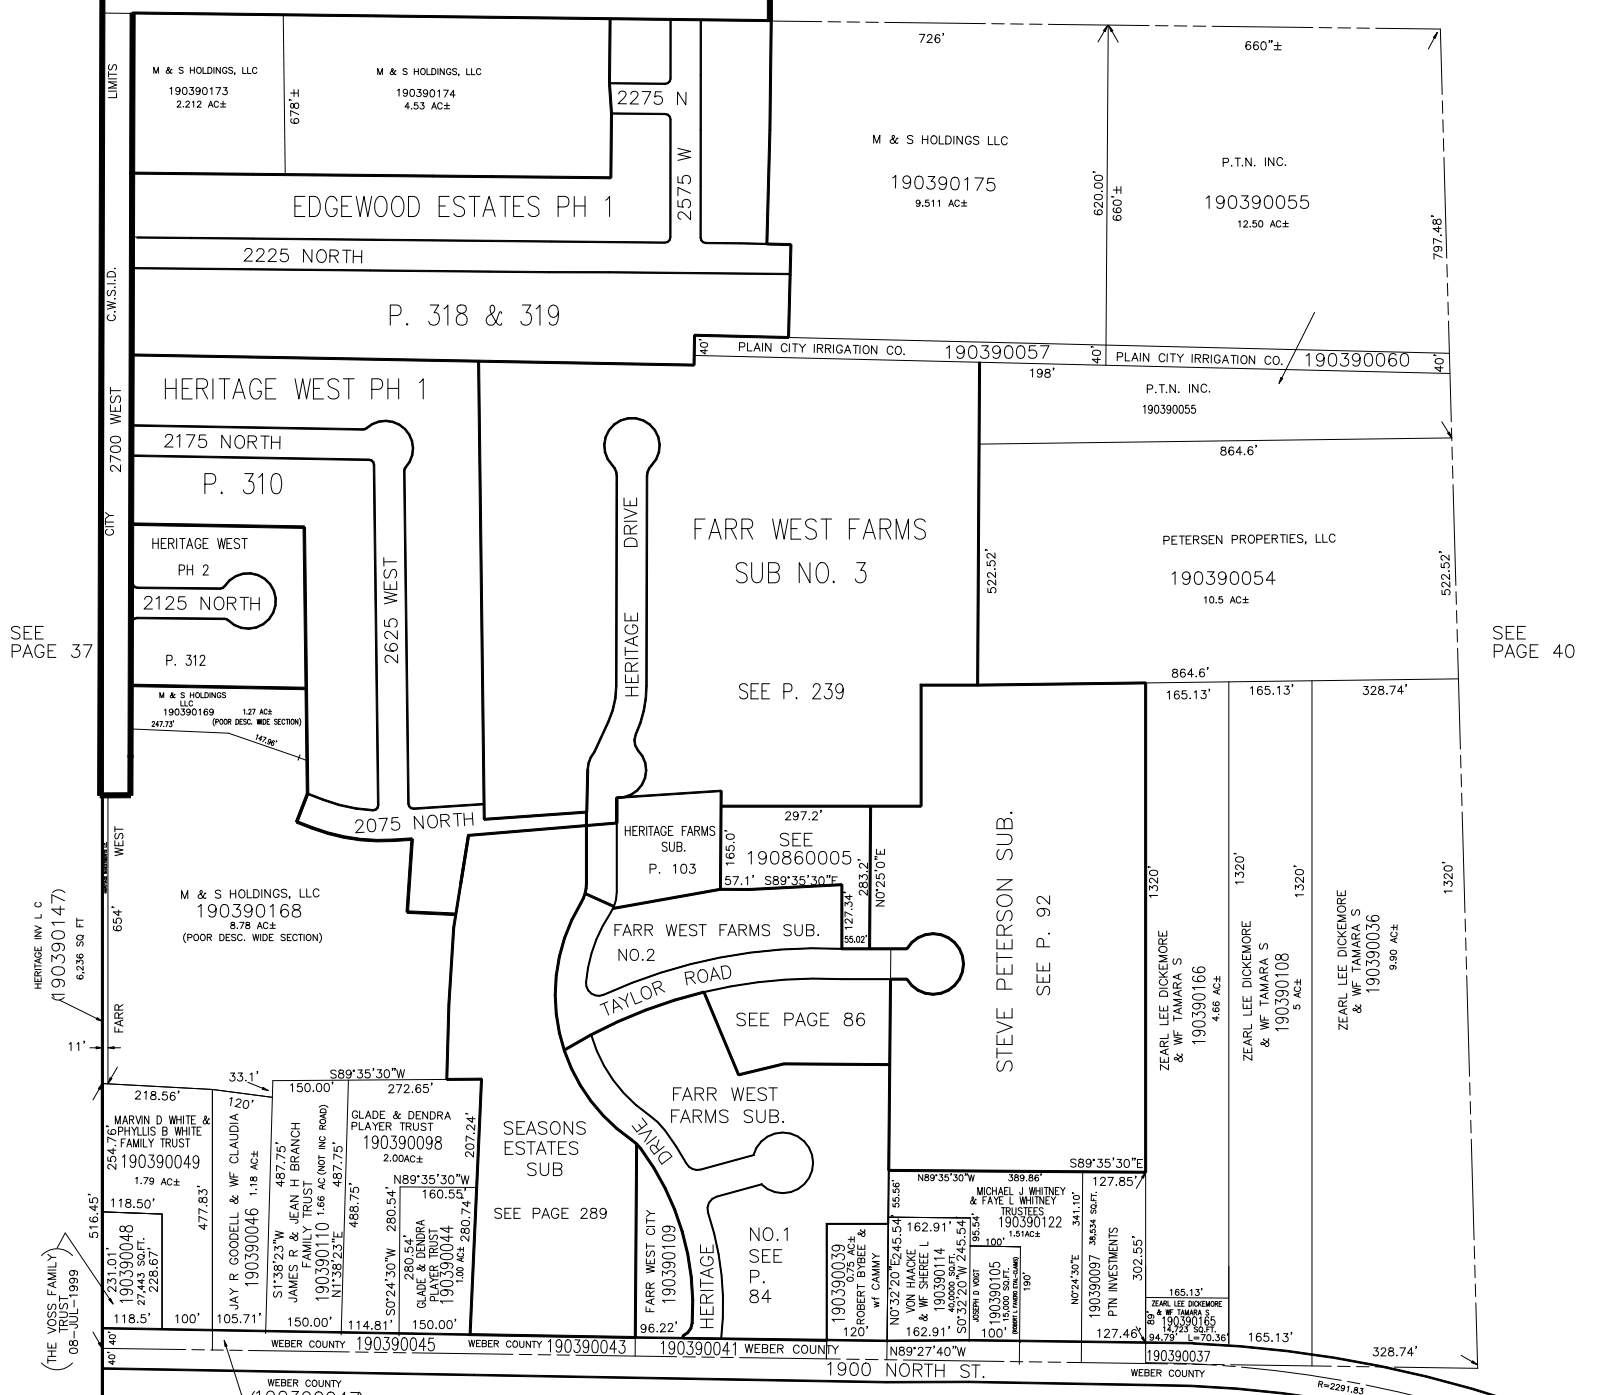 LIMITS
C.W.S.I.D.
2700 WEST
CITY
M & S HOLDINGS, LLC
190390173
2.212 AC±
678'±
M & S HOLDINGS, LLC
190390174
4.53 AC±
2275 N
2575 W
EDGEWOOD ESTATES PH 1
2225 NORTH
P. 318 & 319
726'
M & S HOLDINGS LLC
190390175
9.511 AC±
620.00'
660'±
660"±
P.T.N. INC.
190390055
12.50 AC±
797.48'
40'
PLAIN CITY IRRIGATION CO.
190390057
40'
PLAIN CITY IRRIGATION CO.
190390060
40'
198'
P.T.N. INC.
190390055
864.6'
HERITAGE WEST PH 1
2175 NORTH
P. 310
HERITAGE WEST
PH 2
2125 NORTH
P. 312
2625 WEST
HERITAGE DRIVE
FARR WEST FARMS
SUB NO. 3
SEE P. 239
522.52'
PETERSEN PROPERTIES, LLC
190390054
10.5 AC±
522.52'
864.6'
SEE
PAGE 37
SEE
PAGE 40
M & S HOLDINGS
LLC
190390169
1.27 AC±
(POOR DESC. WIDE SECTION)
247.73'
147.96'
2075 NORTH
WEST
654'
FARR
11'
HERITAGE INV L C
(190390147)
6,236 SQ FT
M & S HOLDINGS, LLC
190390168
8.78 AC±
(POOR DESC. WIDE SECTION)
HERITAGE FARMS
SUB.
P. 103
297.2'
165.0'
SEE
190860005
57.1'
S89°35'30"E
283.2'
N0°25'0"E
127.34'
55.02'
FARR WEST FARMS SUB.
NO.2
TAYLOR ROAD
SEE PAGE 86
STEVE PETERSON SUB.
SEE P. 92
165.13'
165.13'
328.74'
1320'
1320'
1320'
1320'
ZEARL LEE DICKEMORE
& WF TAMARA S
190390166
4.66 AC±
ZEARL LEE DICKEMORE
& WF TAMARA S
190390108
5 AC±
ZEARL LEE DICKEMORE
& WF TAMARA S
190390036
9.90 AC±
218.56'
33.1'
120'
S89°35'30"W
150.00'
272.65'
MARVIN D WHITE &
PHYLLIS B WHITE
FAMILY TRUST
190390049
1.79 AC±
254.76'
118.50'
516.45'
477.83'
231.01'
190390048
27,443 SQ.FT.
228.67'
118.5'
100'
(THE VOSS FAMILY)
TRUST
08-JUL-1999
JAY R GOODELL & WF CLAUDIA
190390046 1.18 AC±
105.71'
487.75'
S1°38'23"W
JAMES R & JEAN H BRANCH
FAMILY TRUST
190390110 1.66 AC(NOT INC ROAD)
N1°38'23"E
487.75'
150.00'
488.75'
GLADE & DENDRA
PLAYER TRUST
190390098
2.00AC±
207.24'
N89°35'30"W
160.55'
S0°24'30"W 280.54'
280.54'
GLADE & DENDRA
PLAYER TRUST
190390044
1.00 AC±
280.74'
114.81'
150.00'
SEASONS
ESTATES
SUB
SEE PAGE 289
FARR WEST
FARMS SUB.
DRIVE
HERITAGE
NO.1
SEE
P.
84
FARR WEST CITY
190390109
96.22'
190390039
0.75 AC±
ROBERT BYBEE &
wf CAMMY
120'
N89°35'30"W
389.86'
S89°35'30"E
127.85'
55.56'
MICHAEL J WHITNEY
& FAYE L WHITNEY
TRUSTEES
190390122
1.51AC±
162.91'
95.54'
100'
N0°32'20"E 245.54'
VON HAACKE
& WF SHEREE L
190390114
40,000 SQ.FT.
S0°32'20"W 245.54'
162.91'
JOSEPH D VOGT
190390105
15,000 SQ.FT.
190'
100'
341.10'
N0°24'30"E
38,534 SQ.FT.
190390097
PTN INVESTMENTS
302.55'
127.46'
165.13'
ZEARL LEE DICKEMORE
& WF TAMARA S
190390165
14,723 SQ.FT.
89'
94.79'
L=70.36'
165.13'
328.74'
40'
40'
WEBER COUNTY 190390045
WEBER COUNTY 190390043
190390041 WEBER COUNTY
N89°27'40"W
190390037
1900 NORTH ST.
WEBER COUNTY
WEBER COUNTY
R=2291.83